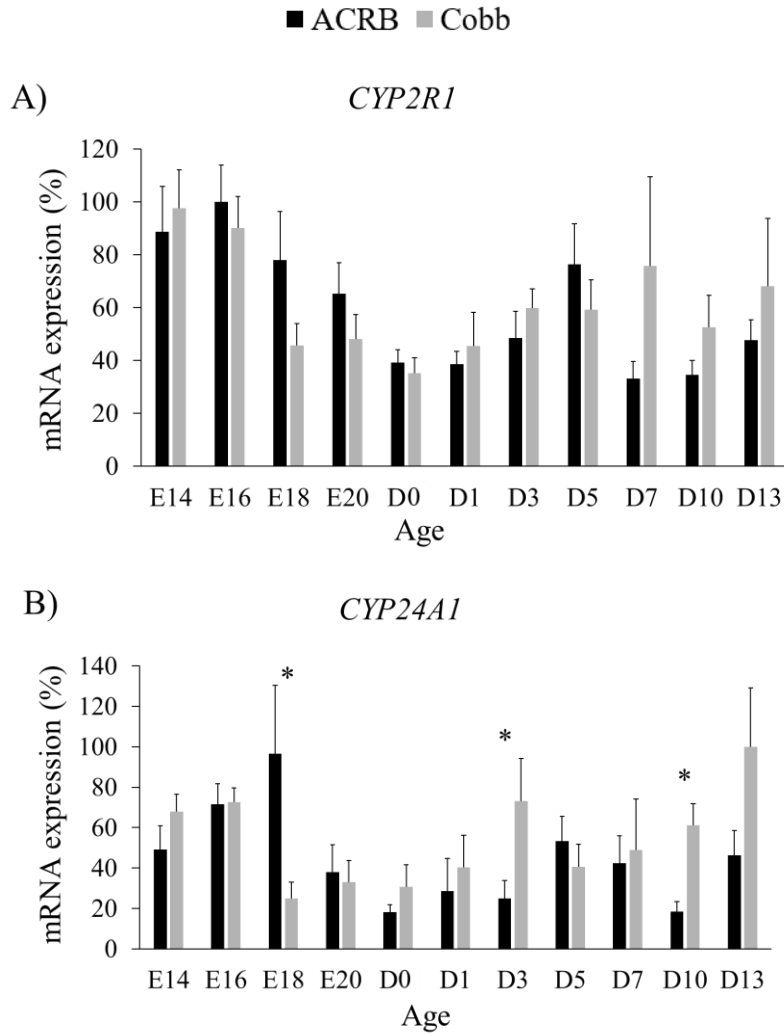 ACRB Cobb
A)
CYP2R1
mRNA expression (%)
120
100
80
60
40
20
0
E14 E16 E18 E20 D0 D1 D3 D5 D7 D10 D13
Age
B)
CYP24A1
mRNA expression (%)
140
120
100
80
60
40
20
0
* * *
E14 E16 E18 E20 D0 D1 D3 D5 D7 D10 D13
Age